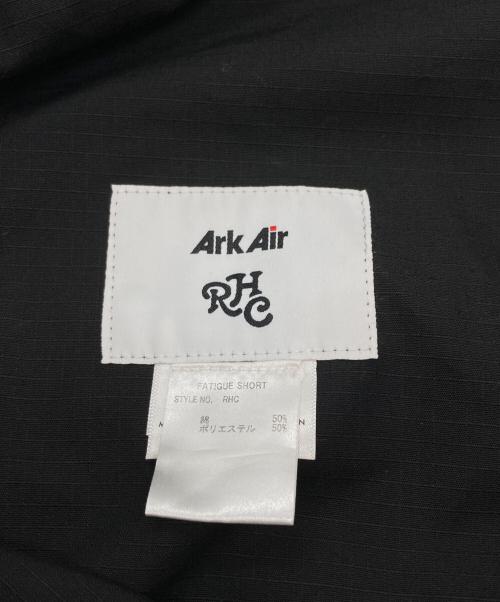 Ark Air
RHC
FATIGUE SHORT
STYLE NO. RHC
綿 50%
ポリエステル 50%